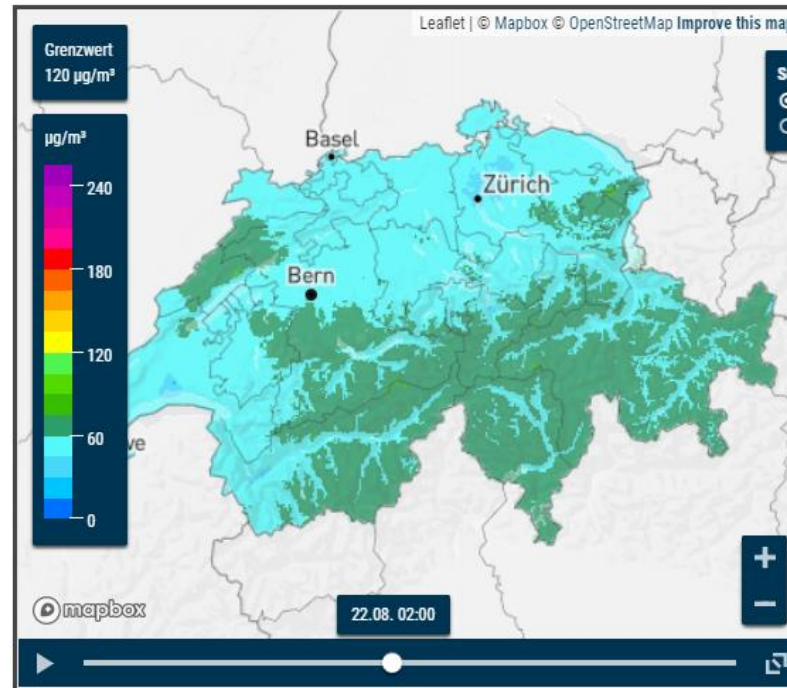 Leaflet | © Mapbox © OpenStreetMap Improve this map
Grenzwert
120 µg/m³
µg/m³
240
180
120
60
0
Basel
Zürich
Bern
ve
mapbox
22.08. 02:00
+
−